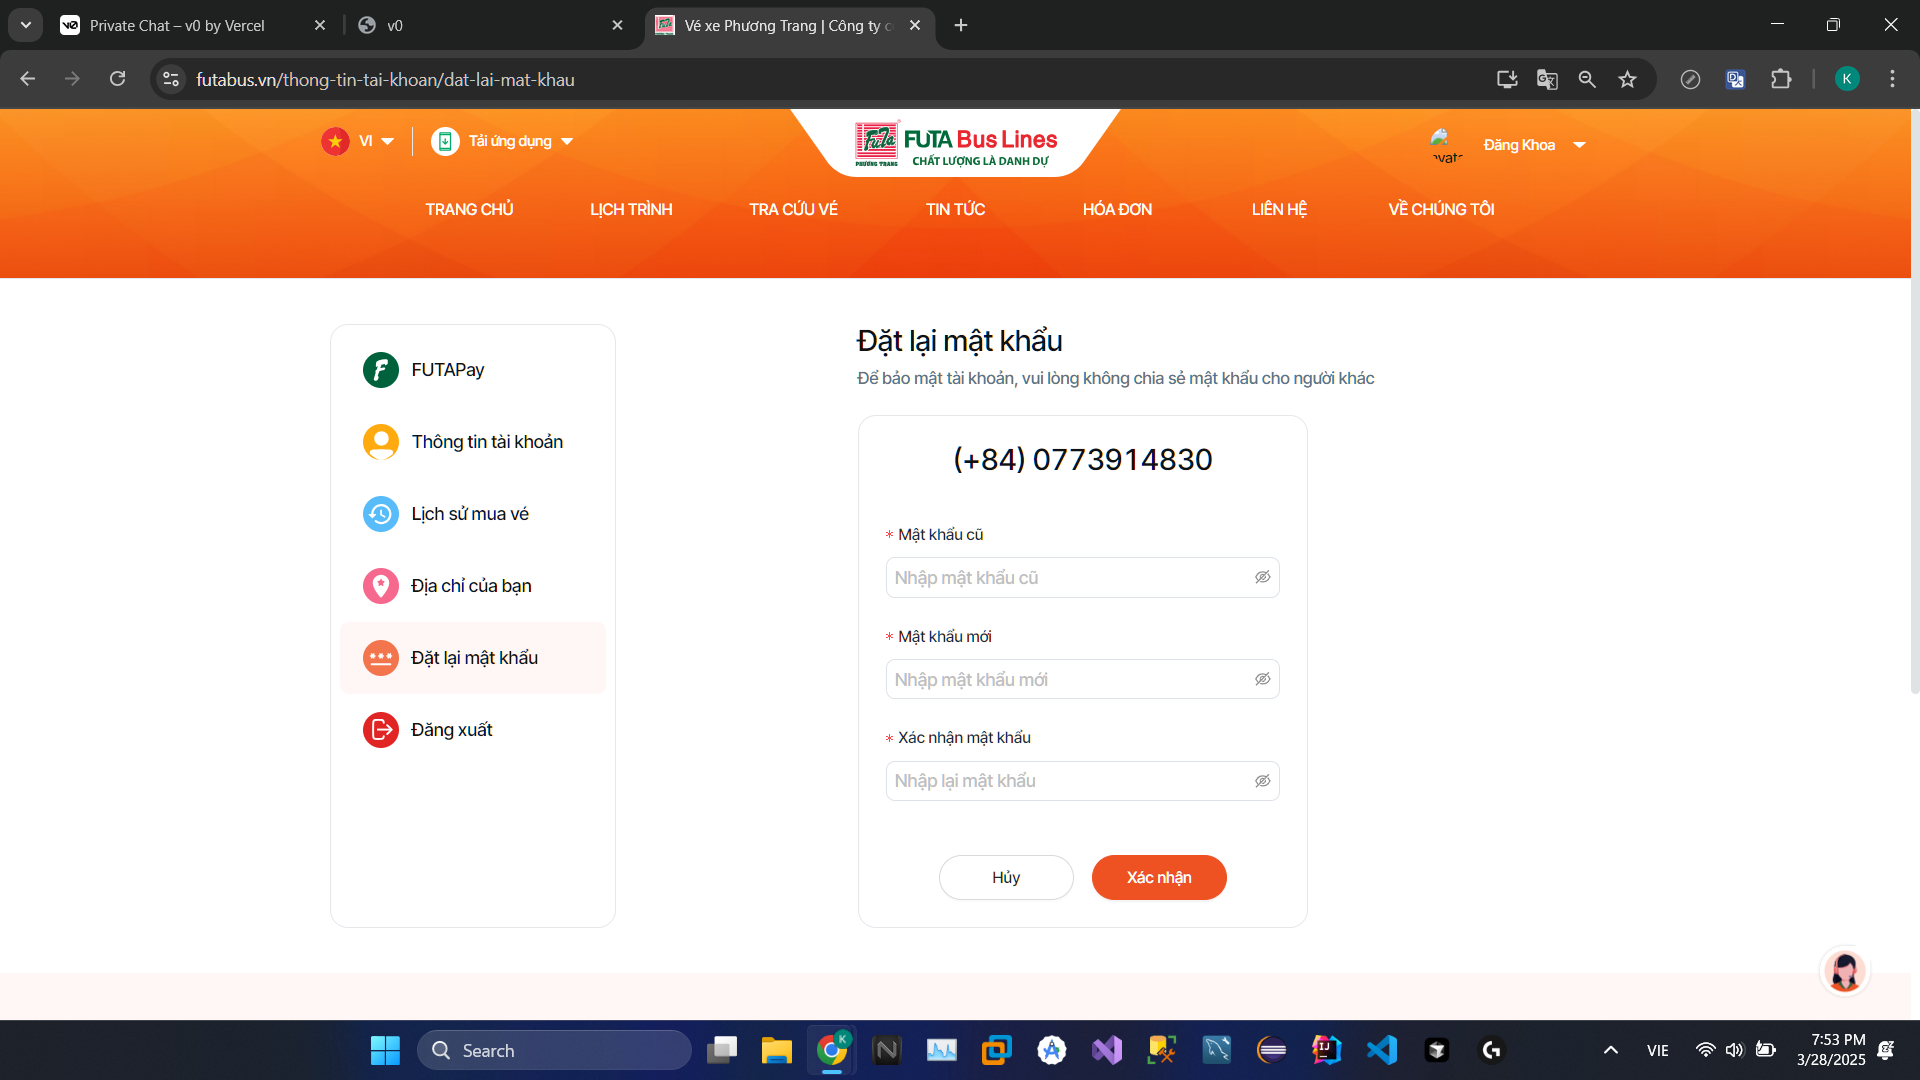 Private Chat – v0 by Vercel
v0
Vé xe Phương Trang | Công ty c
futabus.vn/thong-tin-tai-khoan/dat-lai-mat-khau
K
VI
Tải ứng dụng
FUTA Bus Lines
PHƯƠNG TRANG
CHẤT LƯỢNG LÀ DANH DỰ
Đăng Khoa
TRANG CHỦ
LỊCH TRÌNH
TRA CỨU VÉ
TIN TỨC
HÓA ĐƠN
LIÊN HỆ
VỀ CHÚNG TÔI
FUTAPay
Thông tin tài khoản
Lịch sử mua vé
Địa chỉ của bạn
Đặt lại mật khẩu
Đăng xuất
Đặt lại mật khẩu
Để bảo mật tài khoản, vui lòng không chia sẻ mật khẩu cho người khác
(+84) 0773914830
* Mật khẩu cũ
Nhập mật khẩu cũ
* Mật khẩu mới
Nhập mật khẩu mới
* Xác nhận mật khẩu
Nhập lại mật khẩu
Hủy
Xác nhận
Search
VIE
7:53 PM
3/28/2025